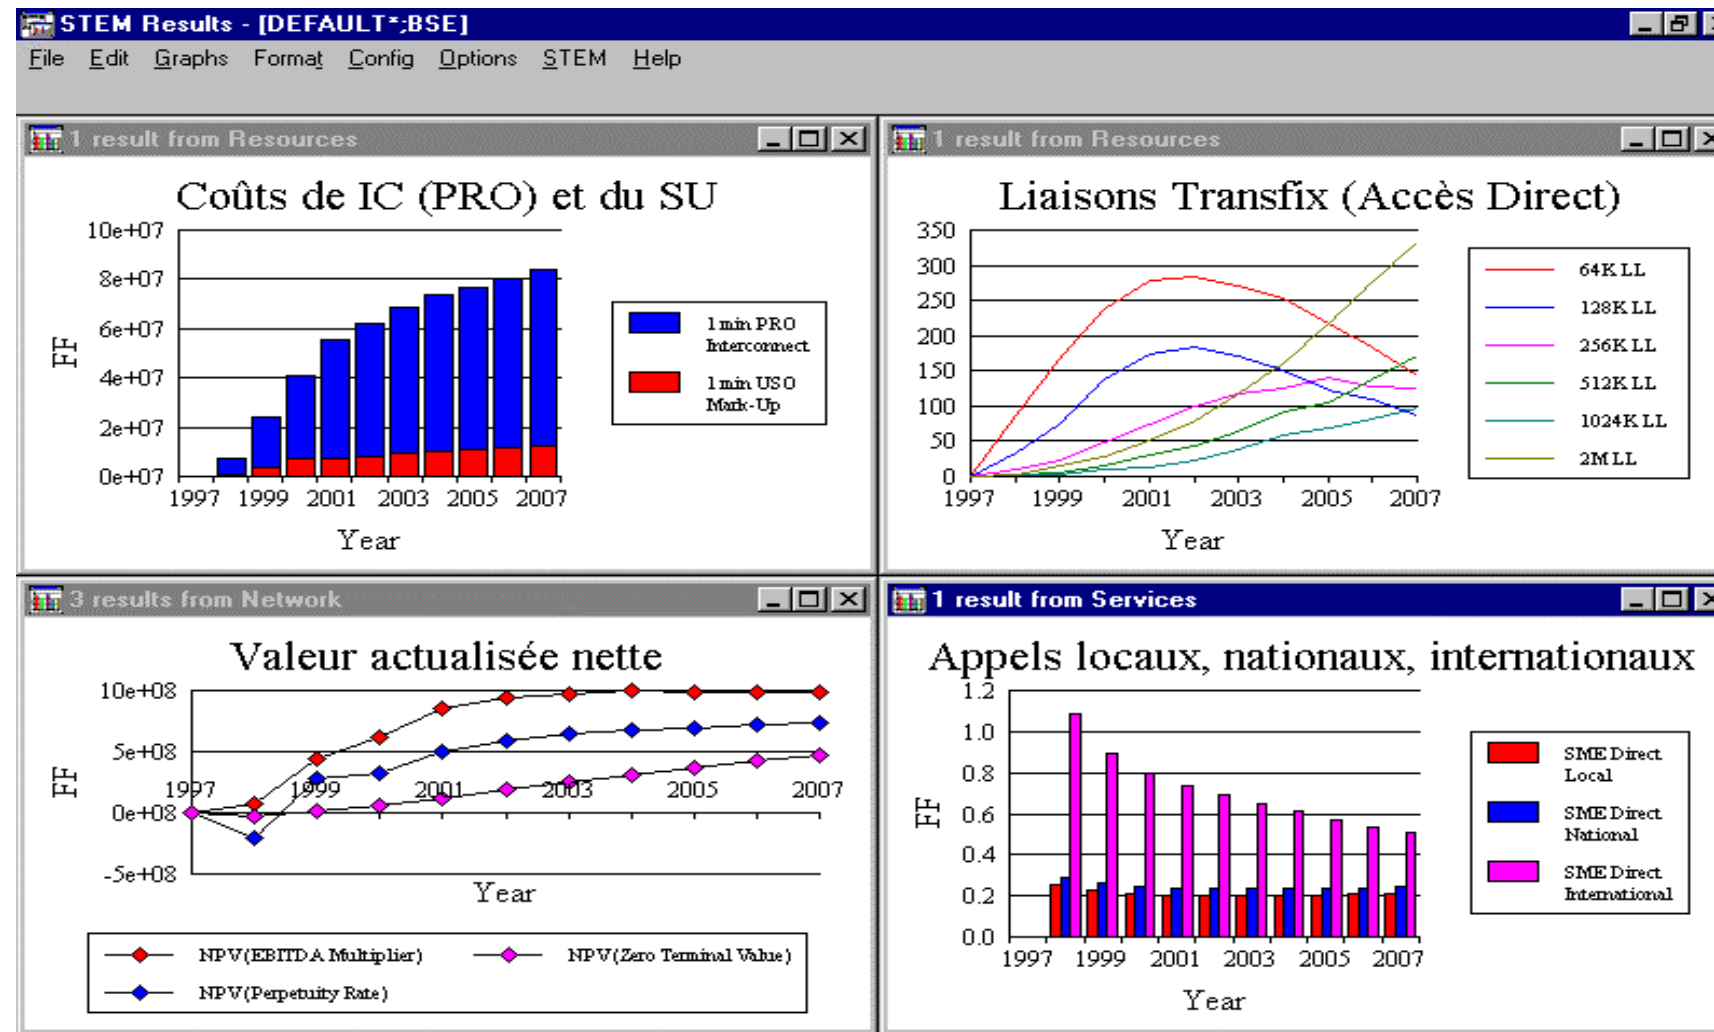 STEM Results - [DEFAULT*;BSE]
File Edit Graphs Format Config Options STEM Help
1 result from Resources
Coûts de IC (PRO) et du SU
10e+07
8e+07
6e+07
4e+07
2e+07
0e+07
FF
1997 1999 2001 2003 2005 2007
Year
1 min PRO
Interconnect
1 min USO
Mark-Up
1 result from Resources
Liaisons Transfix (Accès Direct)
350
300
250
200
150
100
50
0
1997 1999 2001 2003 2005 2007
Year
64K LL
128K LL
256K LL
512K LL
1024K LL
2M LL
3 results from Network
Valeur actualisée nette
10e+08
5e+08
0e+08
-5e+08
FF
1997 1999 2001 2003 2005 2007
Year
NPV(EBITDA Multiplier)
NPV(Zero Terminal Value)
NPV(Perpetuity Rate)
1 result from Services
Appels locaux, nationaux, internationaux
1.2
1.0
0.8
0.6
0.4
0.2
0.0
FF
1997 1999 2001 2003 2005 2007
Year
SME Direct
Local
SME Direct
National
SME Direct
International